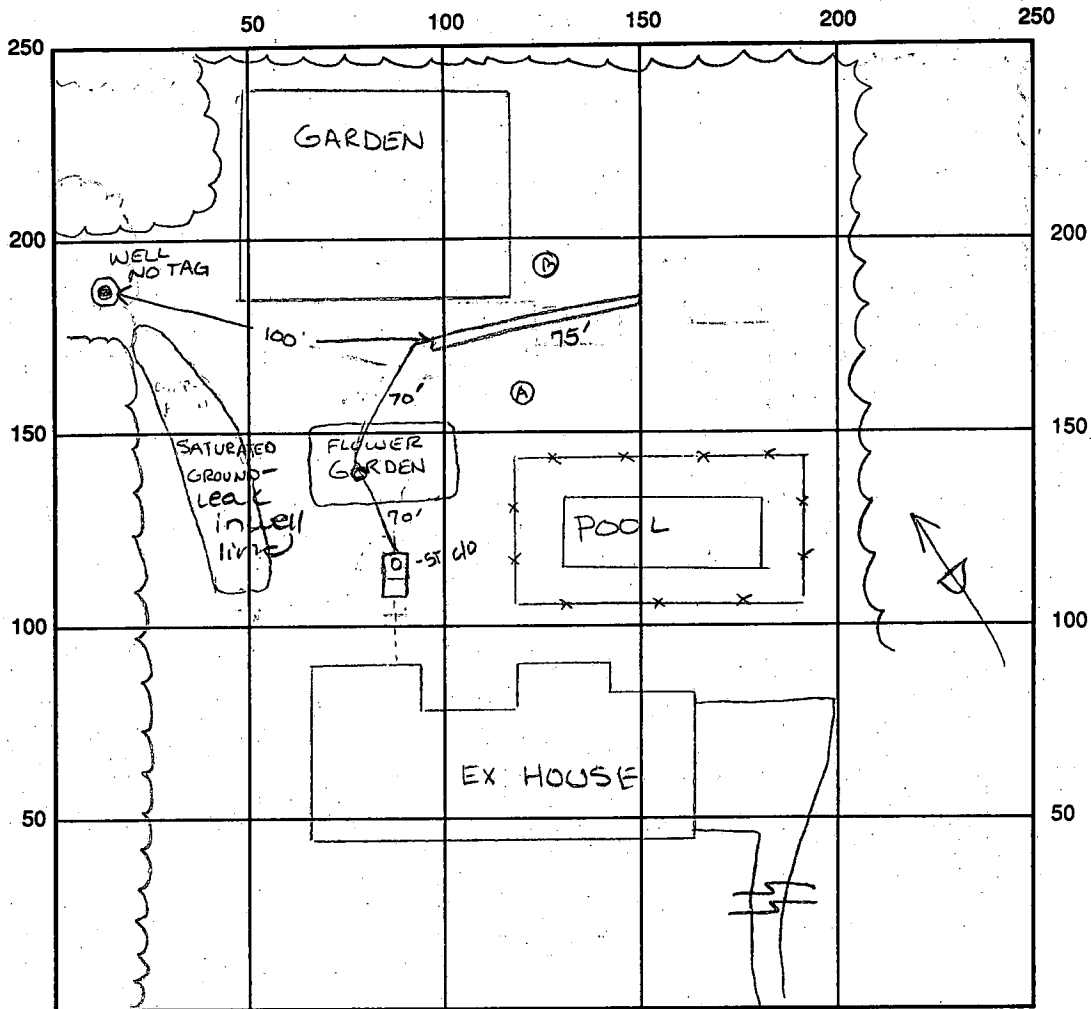 50 100 150 200 250
250
GARDEN
200 200
WELL
NO TAG
100'
75'
B
70'
A
150 150
SATURATED
GROUND-
Leak
in well
line
FLOWER
GARDEN
70'
-ST C/O
POOL
100 100
EX HOUSE
50 50